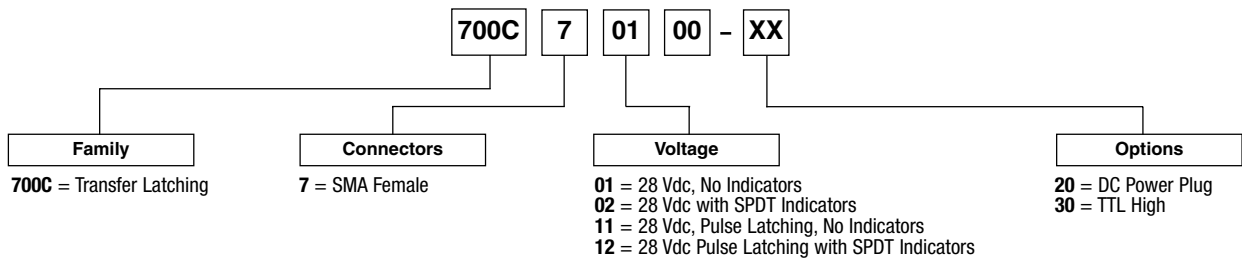 700C 7 01 00 – XX
Family
Connectors
Voltage
Options
700C = Transfer Latching
7 = SMA Female
01 = 28 Vdc, No Indicators
02 = 28 Vdc with SPDT Indicators
11 = 28 Vdc, Pulse Latching, No Indicators
12 = 28 Vdc Pulse Latching with SPDT Indicators
20 = DC Power Plug
30 = TTL High